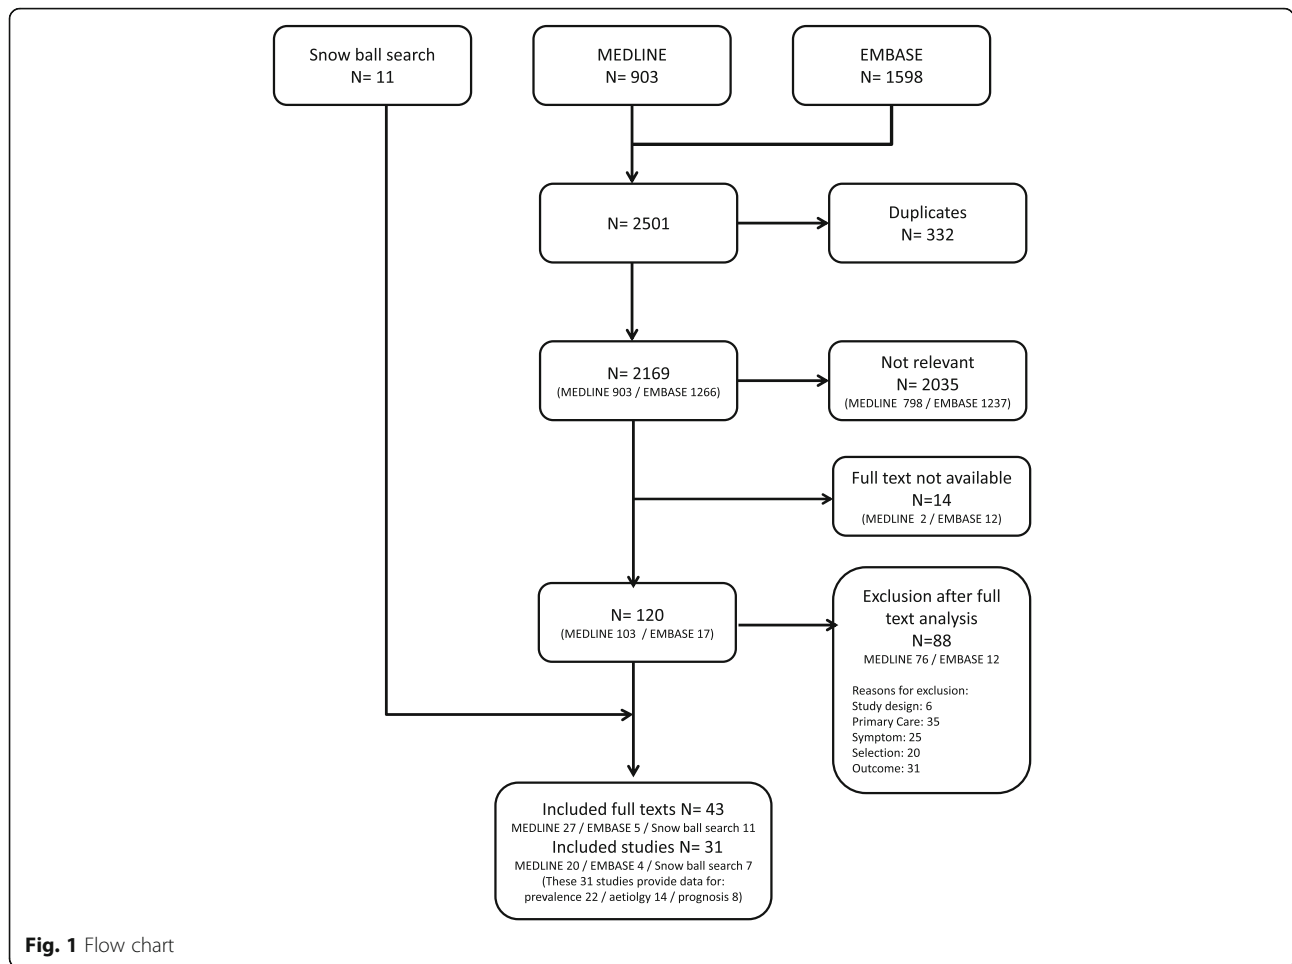 Snow ball search
N= 11
MEDLINE
N= 903
EMBASE
N= 1598
N= 2501
Duplicates
N= 332
N= 2169
(MEDLINE 903 / EMBASE 1266)
Not relevant
N= 2035
(MEDLINE 798 / EMBASE 1237)
Full text not available
N=14
(MEDLINE 2 / EMBASE 12)
N= 120
(MEDLINE 103 / EMBASE 17)
Exclusion after full
text analysis
N=88
MEDLINE 76 / EMBASE 12
Reasons for exclusion:
Study design: 6
Primary Care: 35
Symptom: 25
Selection: 20
Outcome: 31
Included full texts N= 43
MEDLINE 27 / EMBASE 5 / Snow ball search 11
Included studies N= 31
MEDLINE 20 / EMBASE 4 / Snow ball search 7
(These 31 studies provide data for:
prevalence 22 / aetiolgy 14 / prognosis 8)
Fig. 1 Flow chart